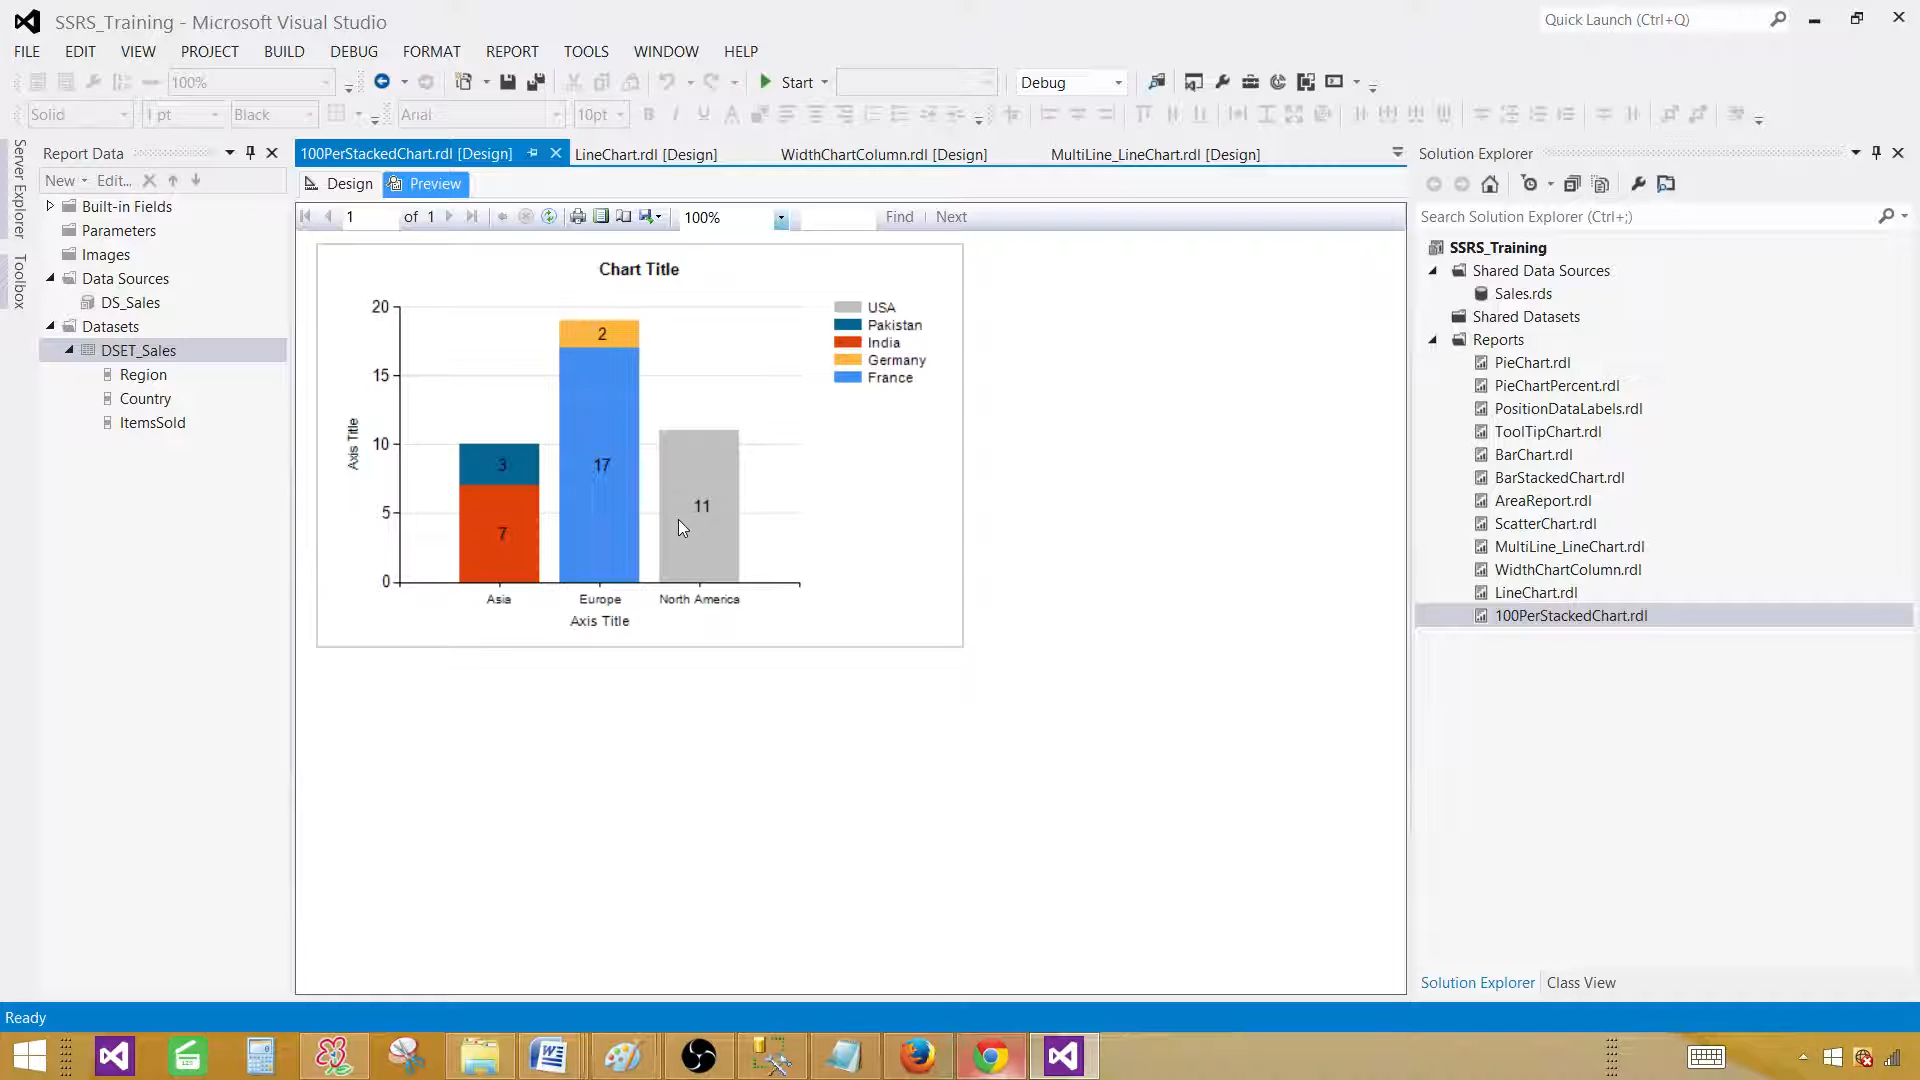 SSRS_Training - Microsoft Visual Studio
Quick Launch (Ctrl+Q)
FILE EDIT VIEW PROJECT BUILD DEBUG FORMAT REPORT TOOLS WINDOW HELP
100% Start Debug
Solid 1 pt Black Arial 10pt
Server Explorer
Toolbox
Report Data
New Edit...
Built-in Fields
Parameters
Images
Data Sources
DS_Sales
Datasets
DSET_Sales
Region
Country
ItemsSold
100PerStackedChart.rdl [Design] LineChart.rdl [Design] WidthChartColumn.rdl [Design] MultiLine_LineChart.rdl [Design]
Design Preview
1 of 1 100% Find Next
Chart Title
20
15
10
5
0
Axis Title
2
3
17
7
11
Asia Europe North America
Axis Title
USA
Pakistan
India
Germany
France
Solution Explorer
Search Solution Explorer (Ctrl+;)
SSRS_Training
Shared Data Sources
Sales.rds
Shared Datasets
Reports
PieChart.rdl
PieChartPercent.rdl
PositionDataLabels.rdl
ToolTipChart.rdl
BarChart.rdl
BarStackedChart.rdl
AreaReport.rdl
ScatterChart.rdl
MultiLine_LineChart.rdl
WidthChartColumn.rdl
LineChart.rdl
100PerStackedChart.rdl
Solution Explorer Class View
Ready